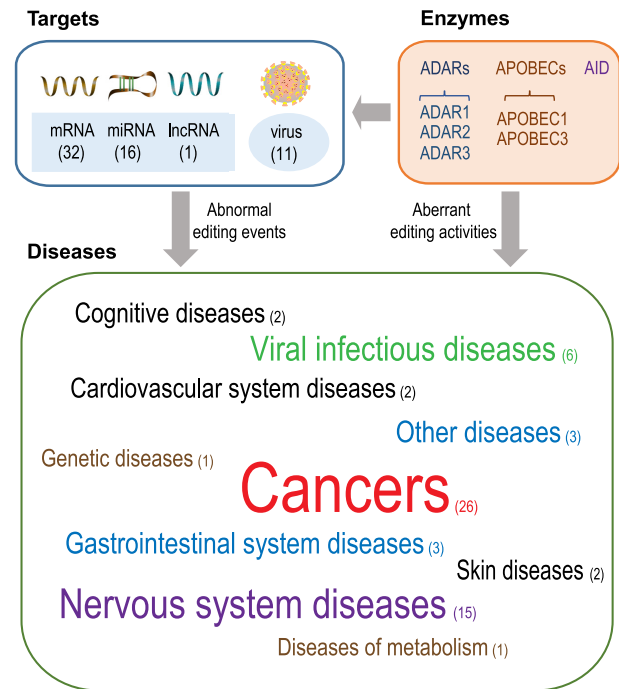 Targets
mRNA miRNA lncRNA
(32) (16) (1)
virus
(11)
Enzymes
ADARs APOBECs AID
ADAR1
ADAR2
ADAR3
APOBEC1
APOBEC3
Abnormal
editing events
Aberrant
editing activities
Diseases
Cognitive diseases (2)
Viral infectious diseases (6)
Cardiovascular system diseases (2)
Other diseases (3)
Genetic diseases (1)
Cancers (26)
Gastrointestinal system diseases (3)
Skin diseases (2)
Nervous system diseases (15)
Diseases of metabolism (1)